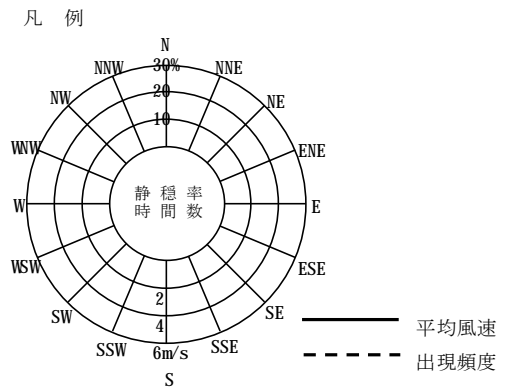 凡 例
N
NNW 30% NNE
NW 20 NE
10
WNW ENE
静 穏 率
時 間 数
W E
WSW ESE
2
SW 4 SE
SSW 6m/s SSE
S
平均風速
出現頻度